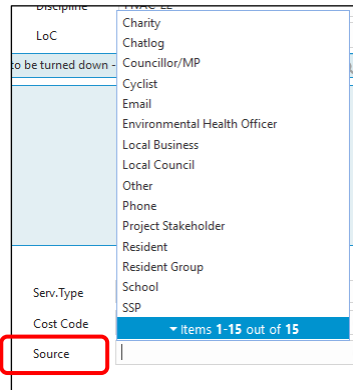 LoC
to be turned down -
Charity
Chatlog
Councillor/MP
Cyclist
Email
Environmental Health Officer
Local Business
Local Council
Other
Phone
Project Stakeholder
Resident
Resident Group
School
SSP
Items 1-15 out of 15
Serv.Type
Cost Code
Source